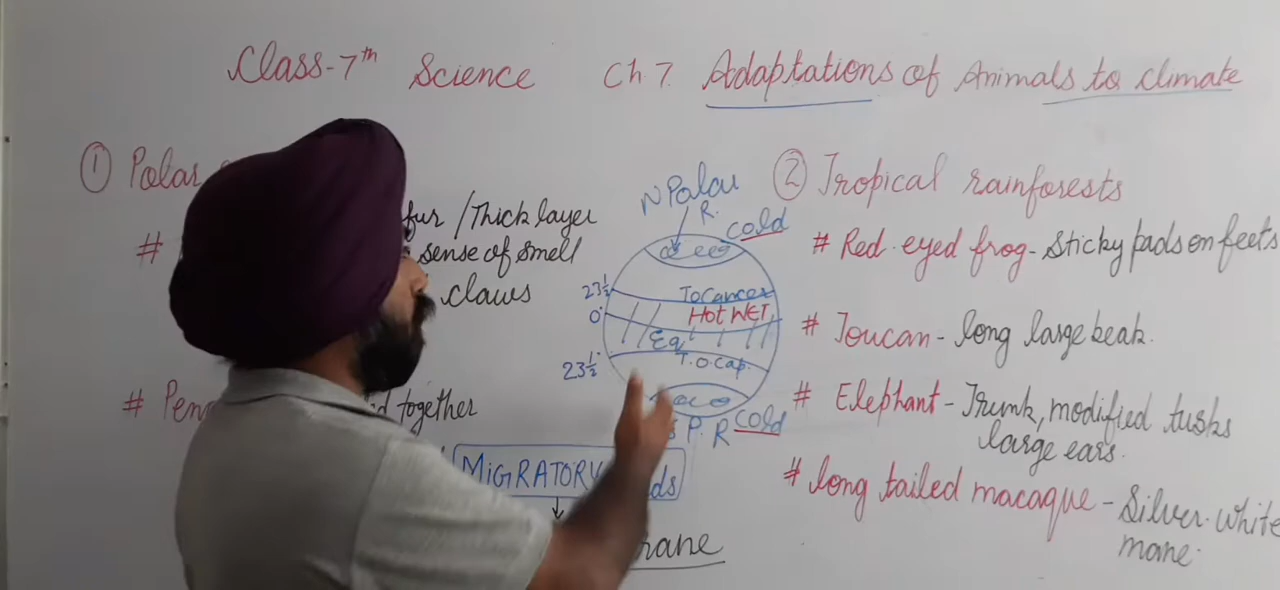 Class-7th Science Ch 7. Adaptations of Animals to climate
① Polar
#
fur / Thick layer
sense of smell
claws
# Pen
d together
MIGRATORY ds
rane
N Polar
R.
cold
23½
T.O Cancer
0°
Hot WET
Eq
23½°
T.O.Cap.
S P. R cold
② Tropical rainforests
# Red eyed frog - Sticky pads on feets
# Toucan - long large beak.
# Elephant - Trunk, modified tusks
large ears.
# long tailed macaque - Silver white
mane.